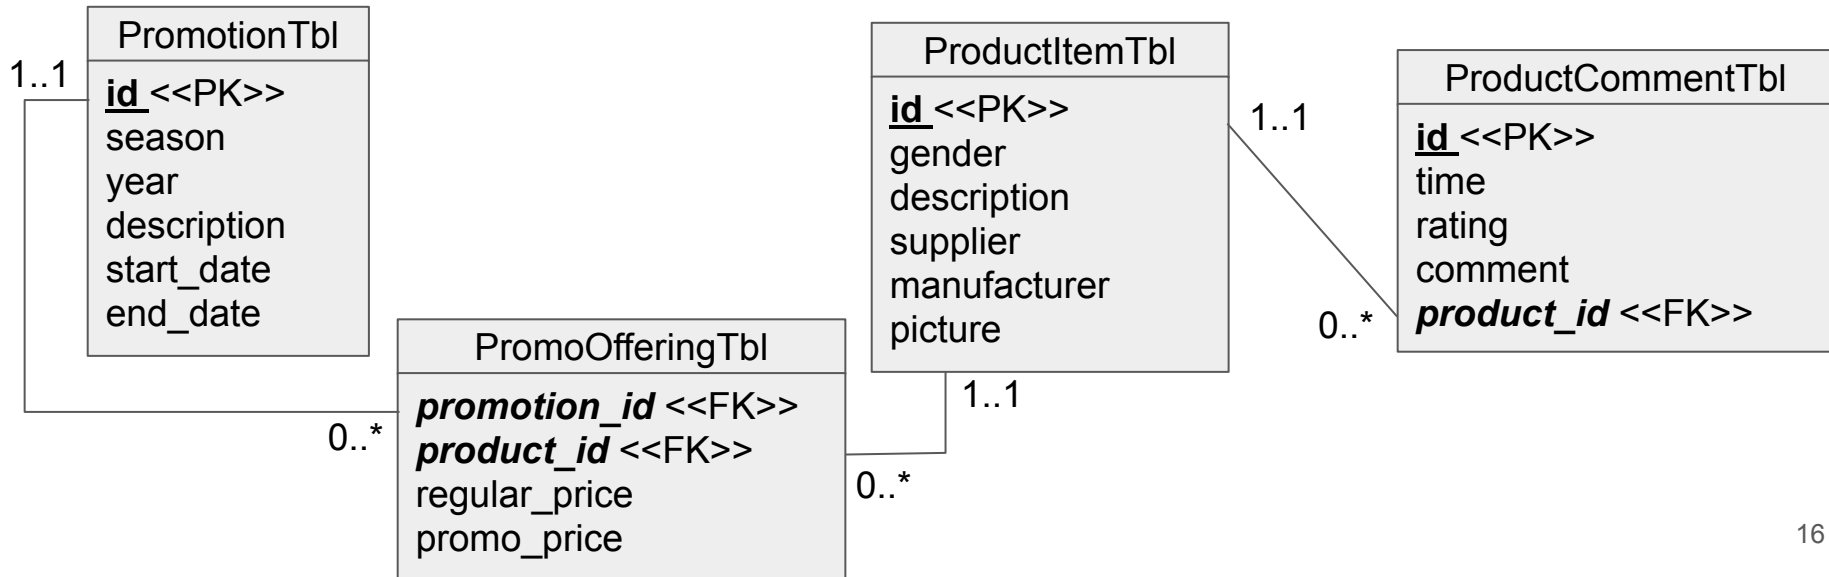 PromotionTbl
1..1
id <<PK>>
season
year
description
start_date
end_date
0..*
PromoOfferingTbl
promotion_id <<FK>>
product_id <<FK>>
regular_price
promo_price
0..*
1..1
ProductItemTbl
id <<PK>>
gender
description
supplier
manufacturer
picture
1..1
0..*
ProductCommentTbl
id <<PK>>
time
rating
comment
product_id <<FK>>
16